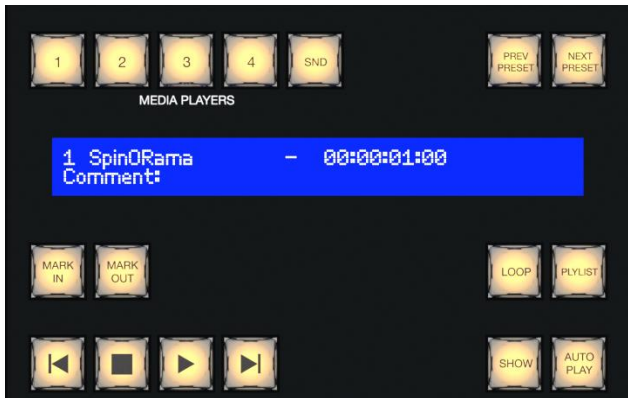 1 2 3 4 SND PREV PRESET NEXT PRESET
MEDIA PLAYERS
1 SpinORama - 00:00:01:00
Comment:
MARK IN MARK OUT LOOP PLYLIST
SHOW AUTO PLAY